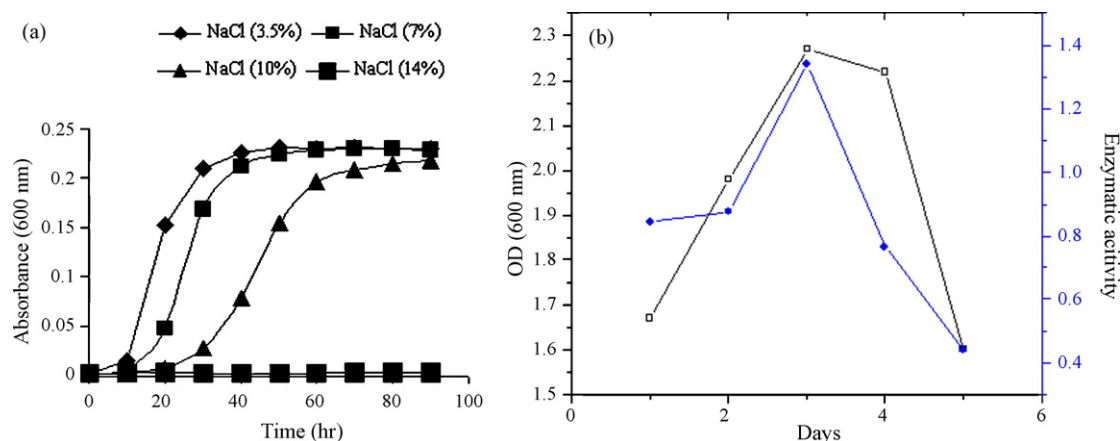 (a)
NaCl (3.5%) NaCl (7%)
NaCl (10%) NaCl (14%)
0.25
0.2
0.15
0.1
0.05
0
Absorbance (600 nm)
0 20 40 60 80 100
Time (hr)
(b)
2.3
2.2
2.1
2.0
1.9
1.8
1.7
1.6
1.5
OD (600 nm)
0 2 4 6
Days
1.4
1.2
1.0
0.8
0.6
0.4
Enzymatic acitivity